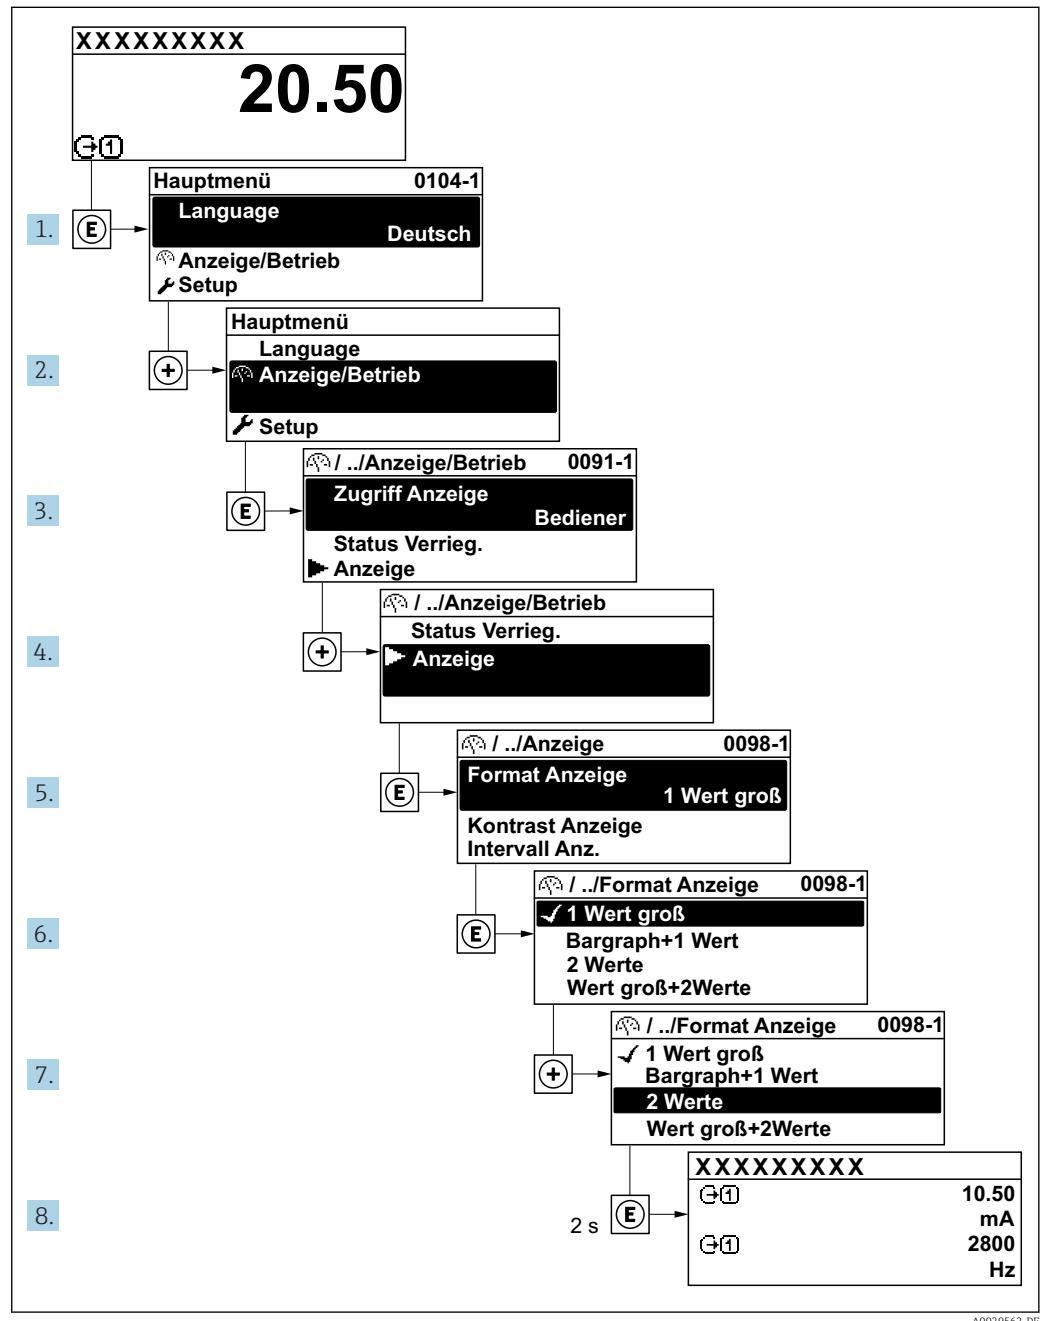 XXXXXXXXX
20.50
1
Hauptmenü 0104-1
Language
Deutsch
Anzeige/Betrieb
Setup
1.
E
Hauptmenü
Language
Anzeige/Betrieb
Setup
2.
+
/ ../Anzeige/Betrieb 0091-1
Zugriff Anzeige
Bediener
Status Verrieg.
Anzeige
3.
E
/ ../Anzeige/Betrieb
Status Verrieg.
Anzeige
4.
+
/ ../Anzeige 0098-1
Format Anzeige
1 Wert groß
Kontrast Anzeige
Intervall Anz.
5.
E
/ ../Format Anzeige 0098-1
1 Wert groß
Bargraph+1 Wert
2 Werte
Wert groß+2Werte
6.
E
/ ../Format Anzeige 0098-1
1 Wert groß
Bargraph+1 Wert
2 Werte
Wert groß+2Werte
7.
+
XXXXXXXXX
1 10.50
mA
1 2800
Hz
8.
2 s
E